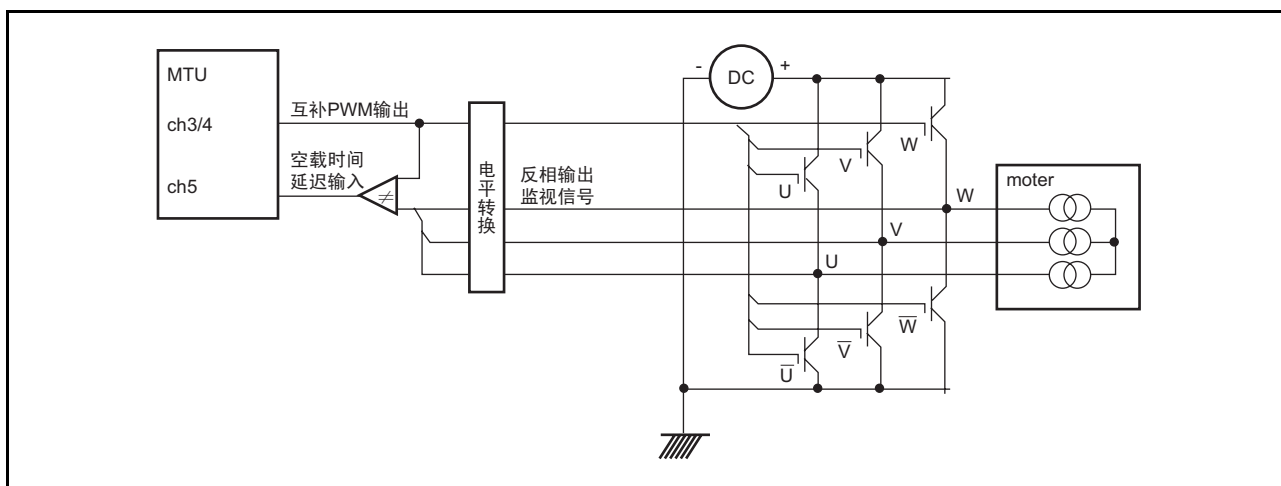 MTU
ch3/4
ch5
互补PWM输出
空载时间
延迟输入
≠
电平转换
反相输出
监视信号
-
DC
+
U
V
W
W
V
U
U̅
V̅
W̅
moter